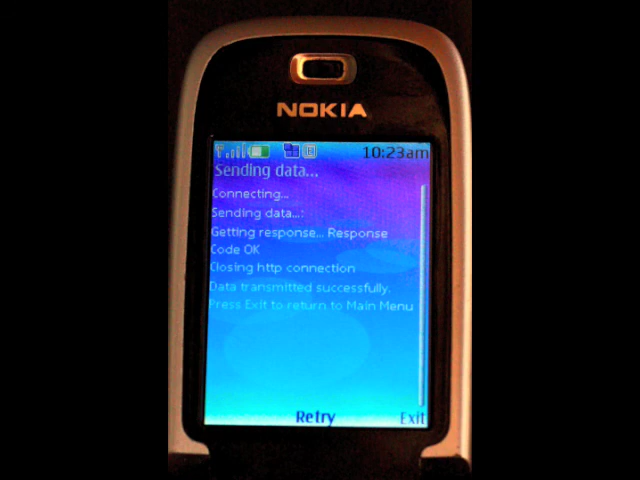 NOKIA
10:23am
Sending data...
Connecting...
Sending data...:
Getting response... Response
Code OK
Closing http connection
Data transmitted successfully.
Press Exit to return to Main Menu
Retry Exit